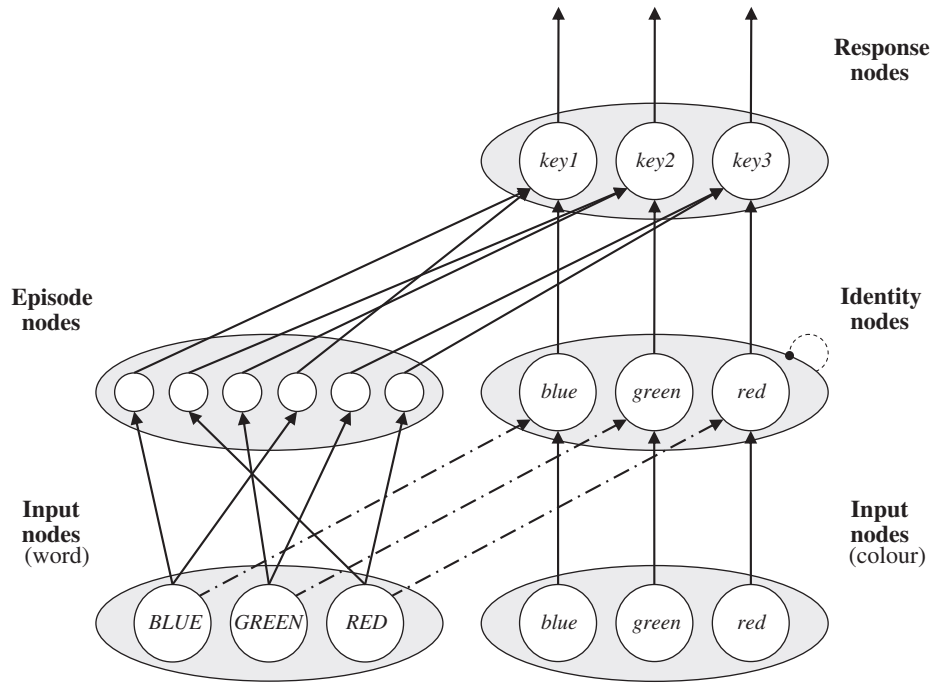 Response
nodes
key1 key2 key3
Episode
nodes
Identity
nodes
blue green red
Input
nodes
(word)
Input
nodes
(colour)
BLUE GREEN RED
blue green red